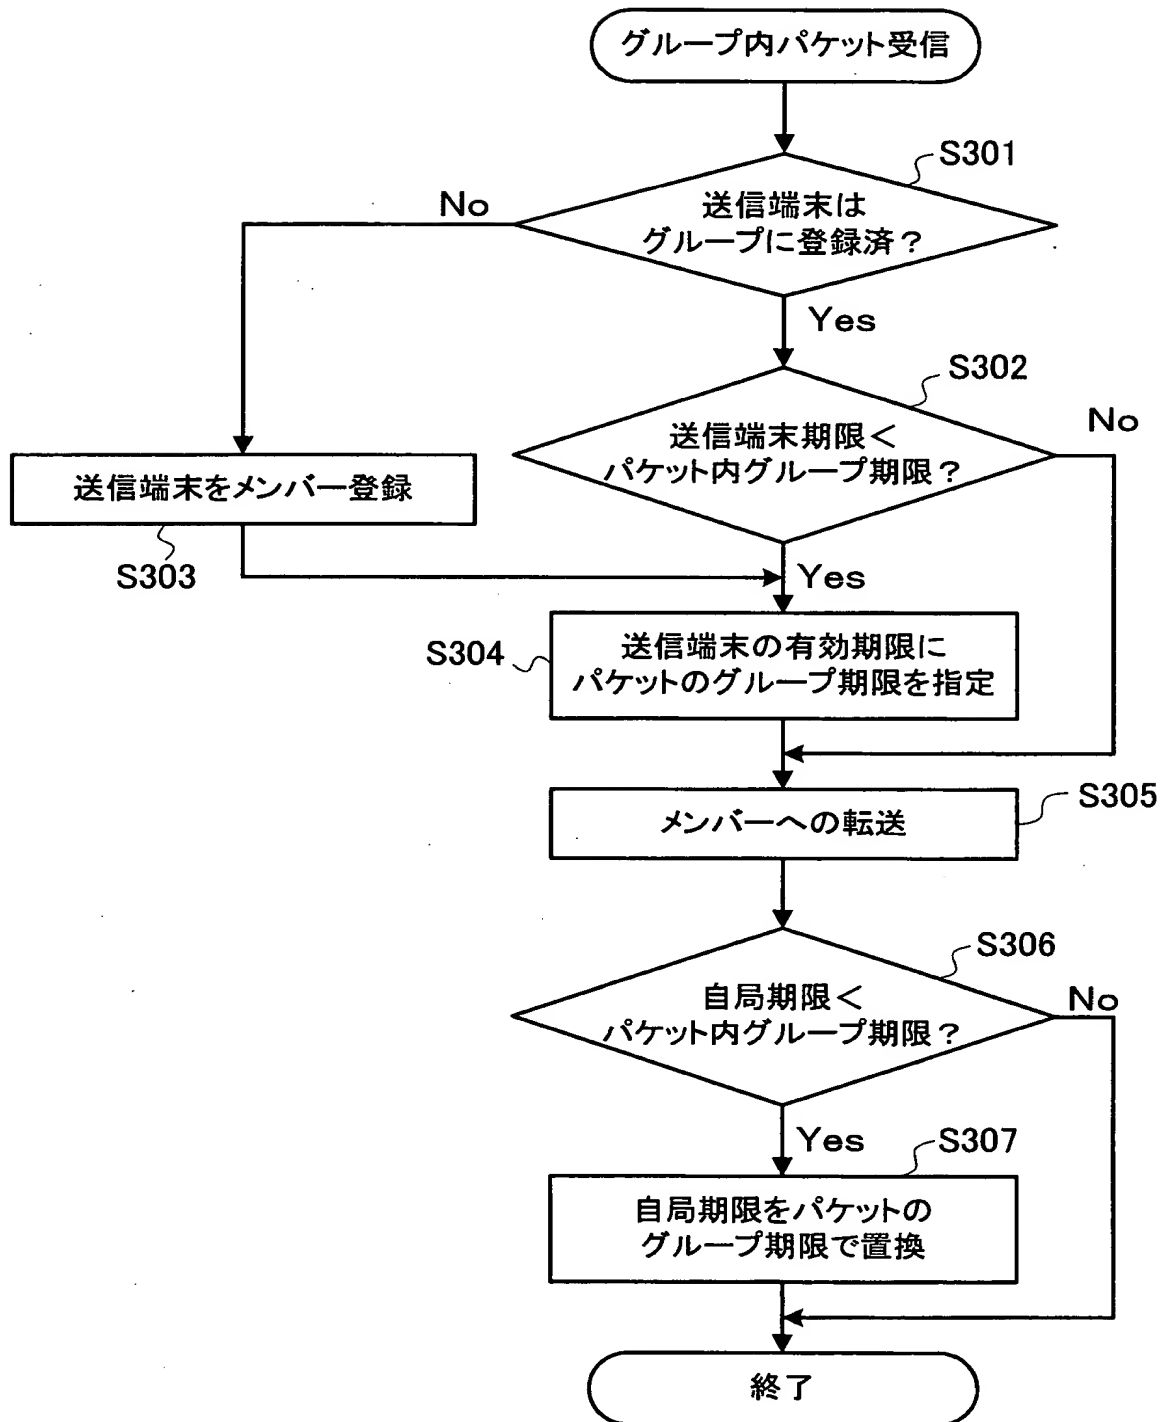 グループ内パケット受信
S301
送信端末は
グループに登録済？
No
Yes
S302
送信端末期限＜
パケット内グループ期限？
No
送信端末をメンバー登録
S303
Yes
S304
送信端末の有効期限に
パケットのグループ期限を指定
S305
メンバーへの転送
S306
自局期限＜
パケット内グループ期限？
No
Yes
S307
自局期限をパケットの
グループ期限で置換
終了